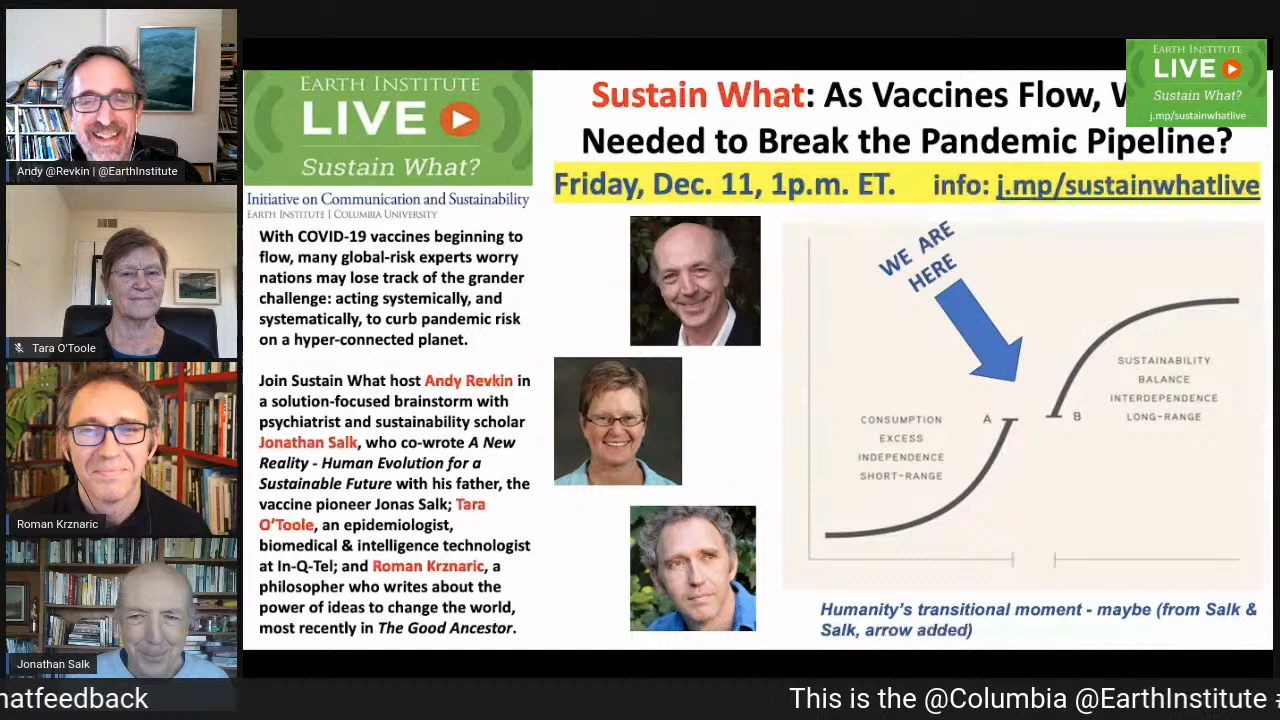 Andy @Revkin | @EarthInstitute
Tara O'Toole
Roman Krznaric
Jonathan Salk
EARTH INSTITUTE
LIVE
Sustain What?
Initiative on Communication and Sustainability
EARTH INSTITUTE | COLUMBIA UNIVERSITY
Sustain What: As Vaccines Flow, W
Needed to Break the Pandemic Pipeline?
Friday, Dec. 11, 1p.m. ET. info: j.mp/sustainwhatlive
EARTH INSTITUTE
LIVE
Sustain What?
j.mp/sustainwhatlive
With COVID-19 vaccines beginning to
flow, many global-risk experts worry
nations may lose track of the grander
challenge: acting systemically, and
systematically, to curb pandemic risk
on a hyper-connected planet.
Join Sustain What host Andy Revkin in
a solution-focused brainstorm with
psychiatrist and sustainability scholar
Jonathan Salk, who co-wrote A New
Reality - Human Evolution for a
Sustainable Future with his father, the
vaccine pioneer Jonas Salk; Tara
O'Toole, an epidemiologist,
biomedical & intelligence technologist
at In-Q-Tel; and Roman Krznaric, a
philosopher who writes about the
power of ideas to change the world,
most recently in The Good Ancestor.
WE ARE
HERE
CONSUMPTION
EXCESS
INDEPENDENCE
SHORT-RANGE
A
B
SUSTAINABILITY
BALANCE
INTERDEPENDENCE
LONG-RANGE
Humanity's transitional moment - maybe (from Salk &
Salk, arrow added)
hatfeedback
This is the @Columbia @EarthInstitute